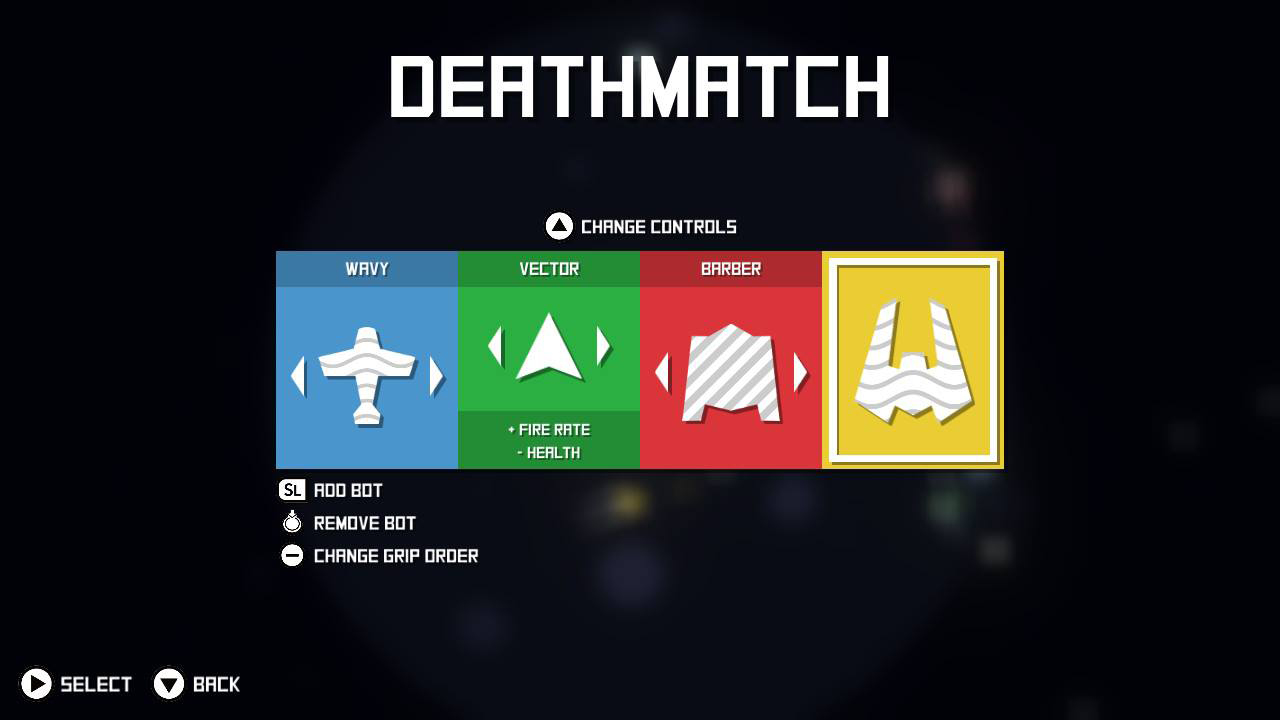 DEATHMATCH
CHANGE CONTROLS
WAVY
VECTOR
BARBER
+ FIRE RATE
- HEALTH
SL ADD BOT
REMOVE BOT
CHANGE GRIP ORDER
SELECT
BACK